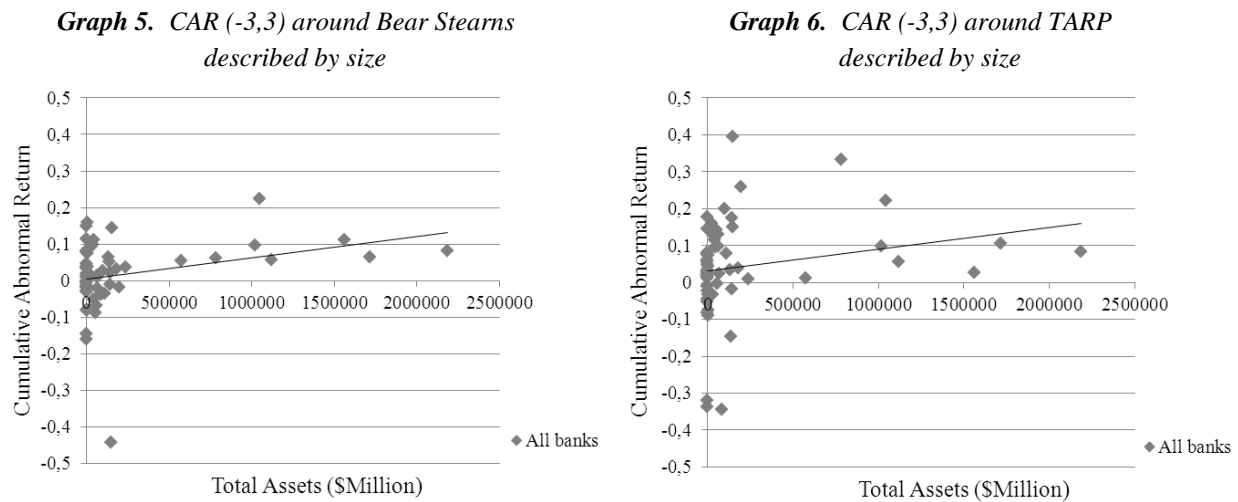 Graph 5. CAR (-3,3) around Bear Stearns
described by size
0,5
0,4
0,3
0,2
0,1
0
-0,1
-0,2
-0,3
-0,4
-0,5
Cumulative Abnormal Return
0 500000 1000000 1500000 2000000 2500000
All banks
Total Assets ($Million)
Graph 6. CAR (-3,3) around TARP
described by size
0,5
0,4
0,3
0,2
0,1
0
-0,1
-0,2
-0,3
-0,4
-0,5
Cumulative Abnormal Return
0 500000 1000000 1500000 2000000 2500000
All banks
Total Assets ($Million)